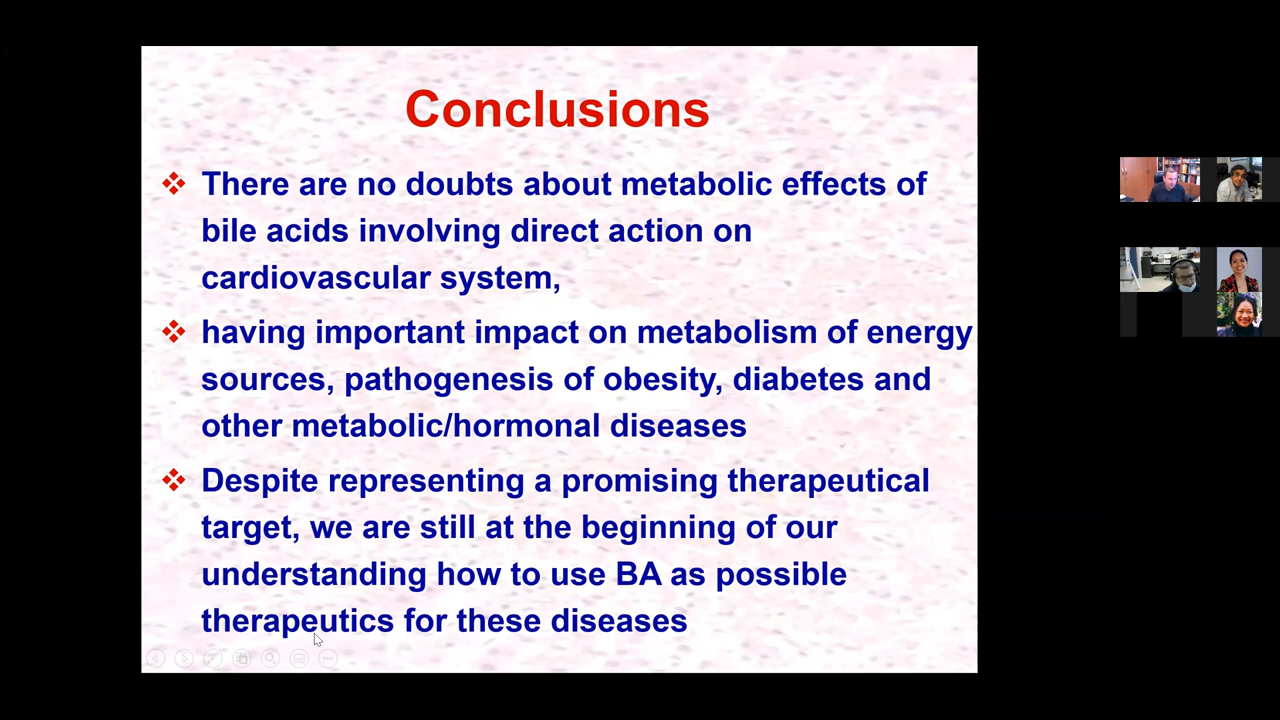 Conclusions
There are no doubts about metabolic effects of
bile acids involving direct action on
cardiovascular system,
having important impact on metabolism of energy
sources, pathogenesis of obesity, diabetes and
other metabolic/hormonal diseases
Despite representing a promising therapeutical
target, we are still at the beginning of our
understanding how to use BA as possible
therapeutics for these diseases